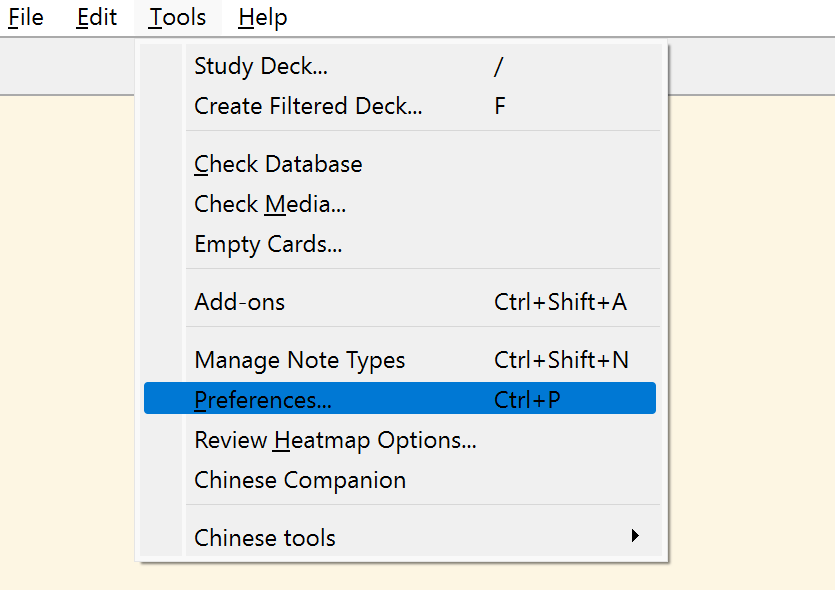 File Edit Tools Help
Study Deck... /
Create Filtered Deck... F
Check Database
Check Media...
Empty Cards...
Add-ons Ctrl+Shift+A
Manage Note Types Ctrl+Shift+N
Preferences... Ctrl+P
Review Heatmap Options...
Chinese Companion
Chinese tools